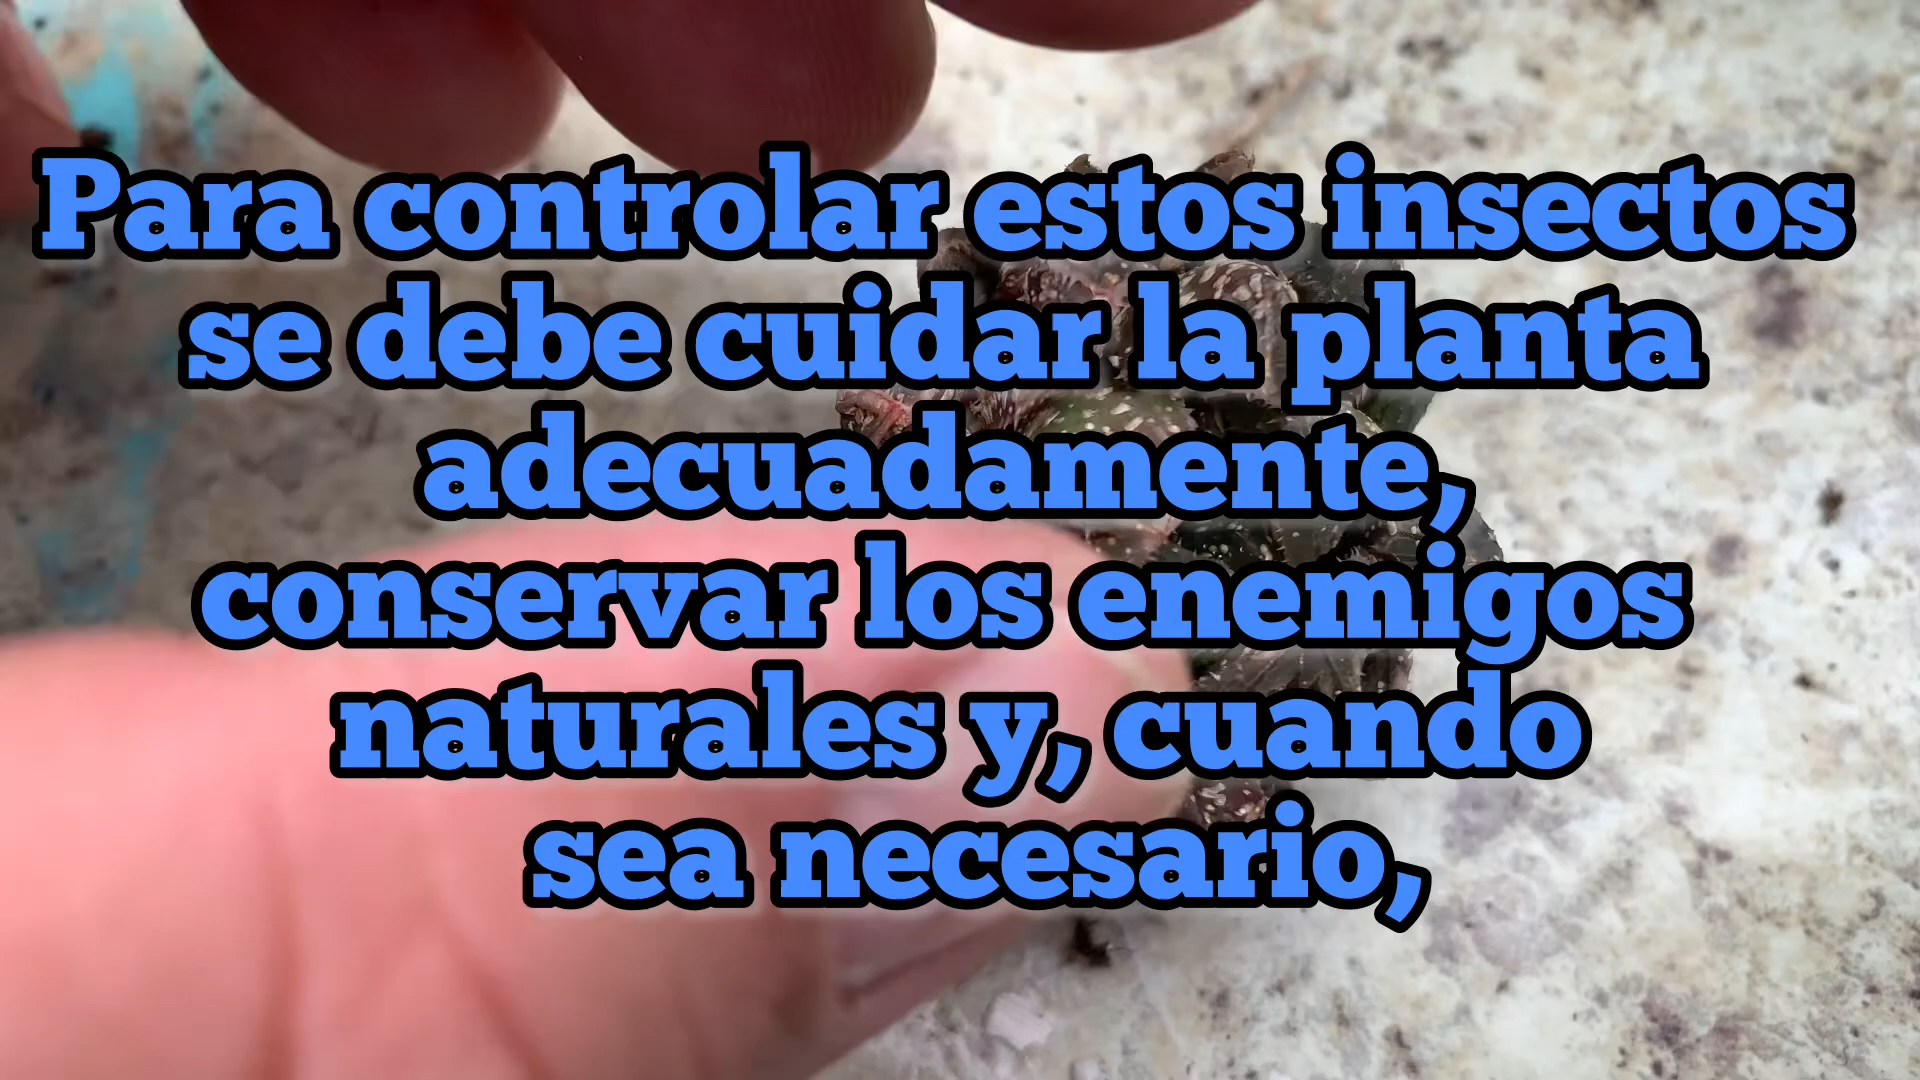 Para controlar estos insectos
se debe cuidar la planta
adecuadamente,
conservar los enemigos
naturales y, cuando
sea necesario,